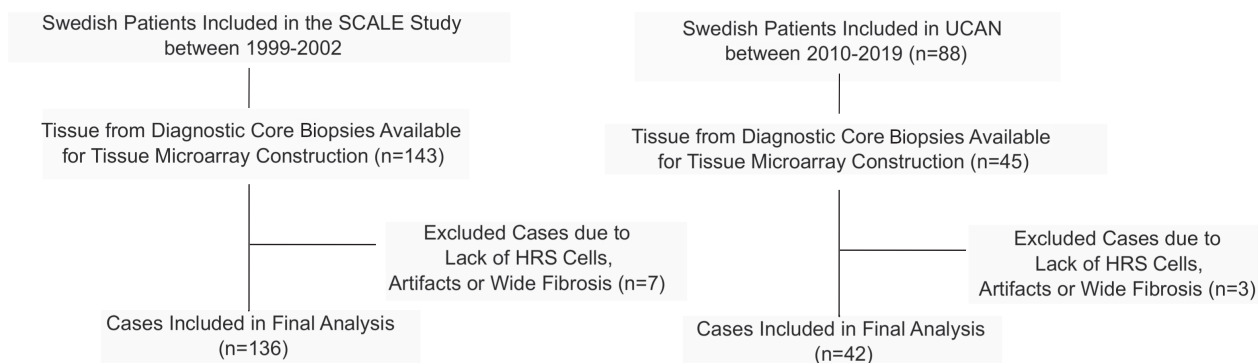 Swedish Patients Included in the SCALE Study
between 1999-2002
Tissue from Diagnostic Core Biopsies Available
for Tissue Microarray Construction (n=143)
Excluded Cases due to
Lack of HRS Cells,
Artifacts or Wide Fibrosis (n=7)
Cases Included in Final Analysis
(n=136)
Swedish Patients Included in UCAN
between 2010-2019 (n=88)
Tissue from Diagnostic Core Biopsies Available
for Tissue Microarray Construction (n=45)
Excluded Cases due to
Lack of HRS Cells,
Artifacts or Wide Fibrosis (n=3)
Cases Included in Final Analysis
(n=42)